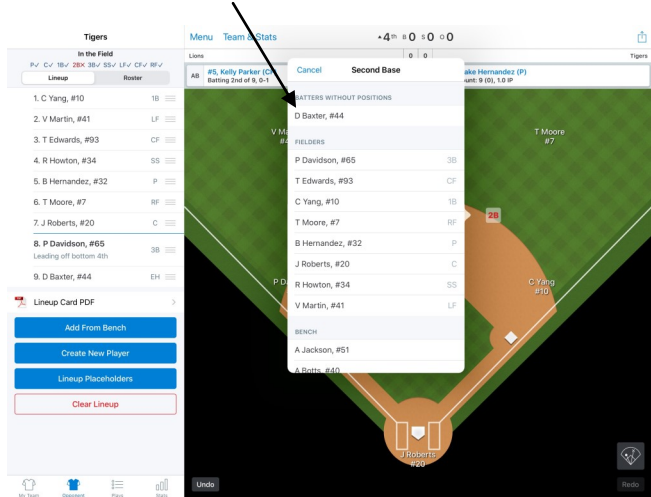 Tigers
In the Field
P✓ C✓ 1B✓ 2BX 3B✓ SS✓ LF✓ CF✓ RF✓
Lineup Roster
1. C Yang, #10 1B
2. V Martin, #41 LF
3. T Edwards, #93 CF
4. R Howton, #34 SS
5. B Hernandez, #32 P
6. T Moore, #7 RF
7. J Roberts, #20 C
8. P Davidson, #65 3B
Leading off bottom 4th
9. D Baxter, #44 EH
Lineup Card PDF
Add From Bench
Create New Player
Lineup Placeholders
Clear Lineup
My Team Opponent Plays Stats
Menu Team & Stats ▲4th B 0 S 0 O 0
Lions 0 0 Tigers
AB #5, Kelly Parker (CF)
Batting 2nd of 9, 0-1
ake Hernandez (P)
unt: 9 (0), 1.0 IP
Cancel Second Base
BATTERS WITHOUT POSITIONS
D Baxter, #44
FIELDERS
P Davidson, #65 3B
T Edwards, #93 CF
C Yang, #10 1B
T Moore, #7 RF
B Hernandez, #32 P
J Roberts, #20 C
R Howton, #34 SS
V Martin, #41 LF
BENCH
A Jackson, #51
A Botts, #40
V Ma
#4
T Moore
#7
2B
P Da
C Yang
#10
J Roberts
#20
Undo Redo